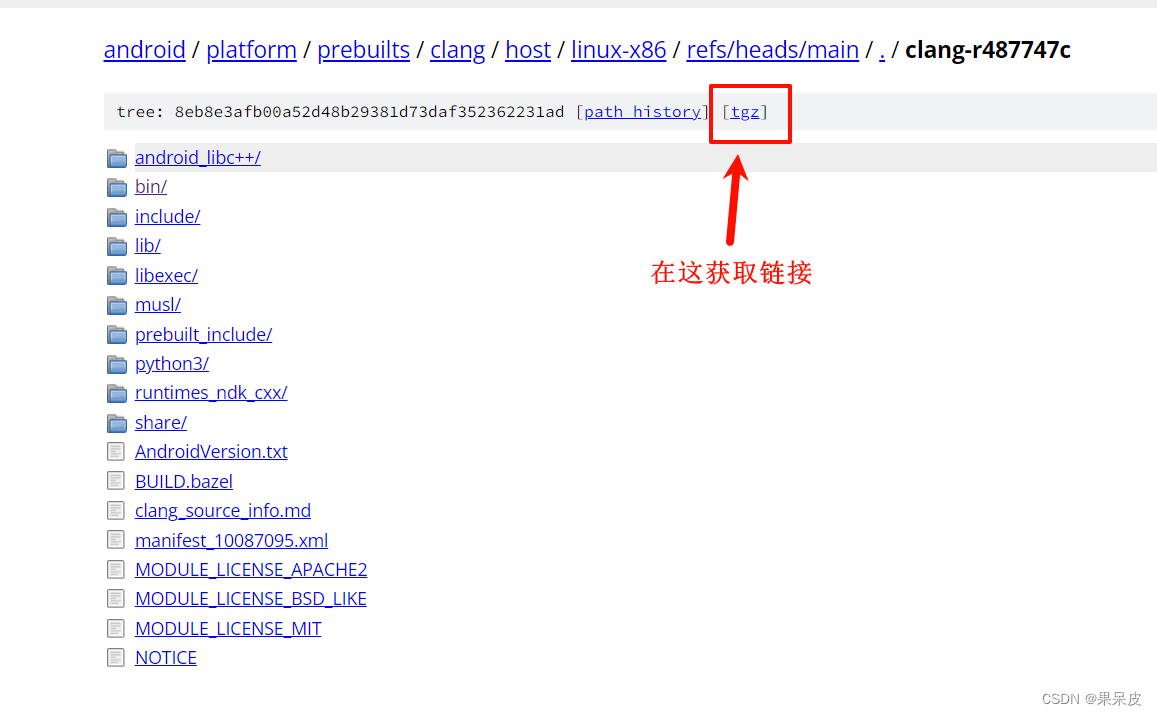 android / platform / prebuilts / clang / host / linux-x86 / refs/heads/main / . / clang-r487747c
tree: 8eb8e3afb00a52d48b29381d73daf352362231ad [path history] [tgz]
android_libc++/
bin/
include/
在这获取链接
lib/
libexec/
musl/
prebuilt_include/
python3/
runtimes_ndk_cxx/
share/
AndroidVersion.txt
BUILD.bazel
clang_source_info.md
manifest_10087095.xml
MODULE_LICENSE_APACHE2
MODULE_LICENSE_BSD_LIKE
MODULE_LICENSE_MIT
NOTICE
CSDN @果呆皮